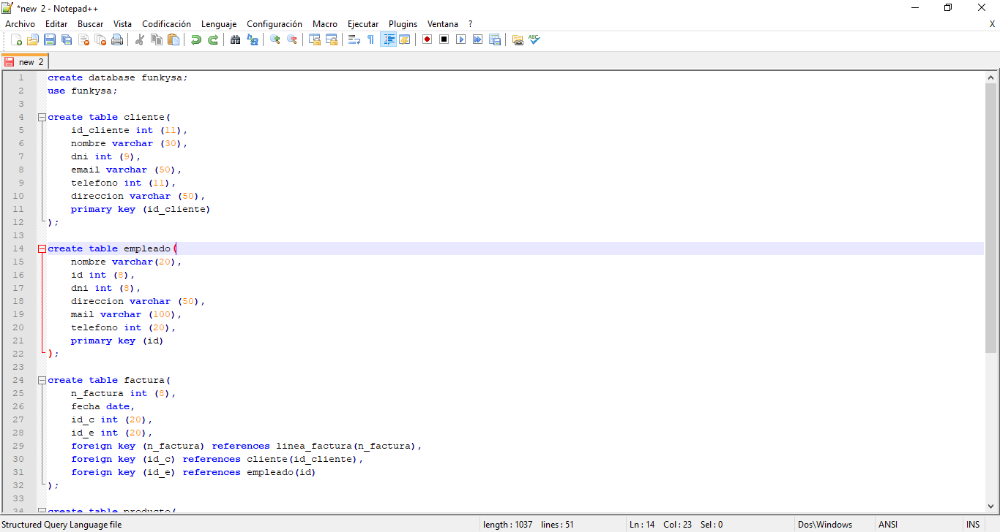 *new 2 - Notepad++
Archivo Editar Buscar Vista Codificación Lenguaje Configuración Macro Ejecutar Plugins Ventana ? X
new 2
1 create database funkysa;
2 use funkysa;
3
4 create table cliente(
5 id_cliente int (11),
6 nombre varchar (30),
7 dni int (9),
8 email varchar (50),
9 telefono int (11),
10 direccion varchar (50),
11 primary key (id_cliente)
12 );
13
14 create table empleado(
15 nombre varchar(20),
16 id int (8),
17 dni int (8),
18 direccion varchar (50),
19 mail varchar (100),
20 telefono int (20),
21 primary key (id)
22 );
23
24 create table factura(
25 n_factura int (8),
26 fecha date,
27 id_c int (20),
28 id_e int (20),
29 foreign key (n_factura) references linea_factura(n_factura),
30 foreign key (id_c) references cliente(id_cliente),
31 foreign key (id_e) references empleado(id)
32 );
33
34 create table producto(
Structured Query Language file length : 1037 lines : 51 Ln : 14 Col : 23 Sel : 0 Dos\Windows ANSI INS